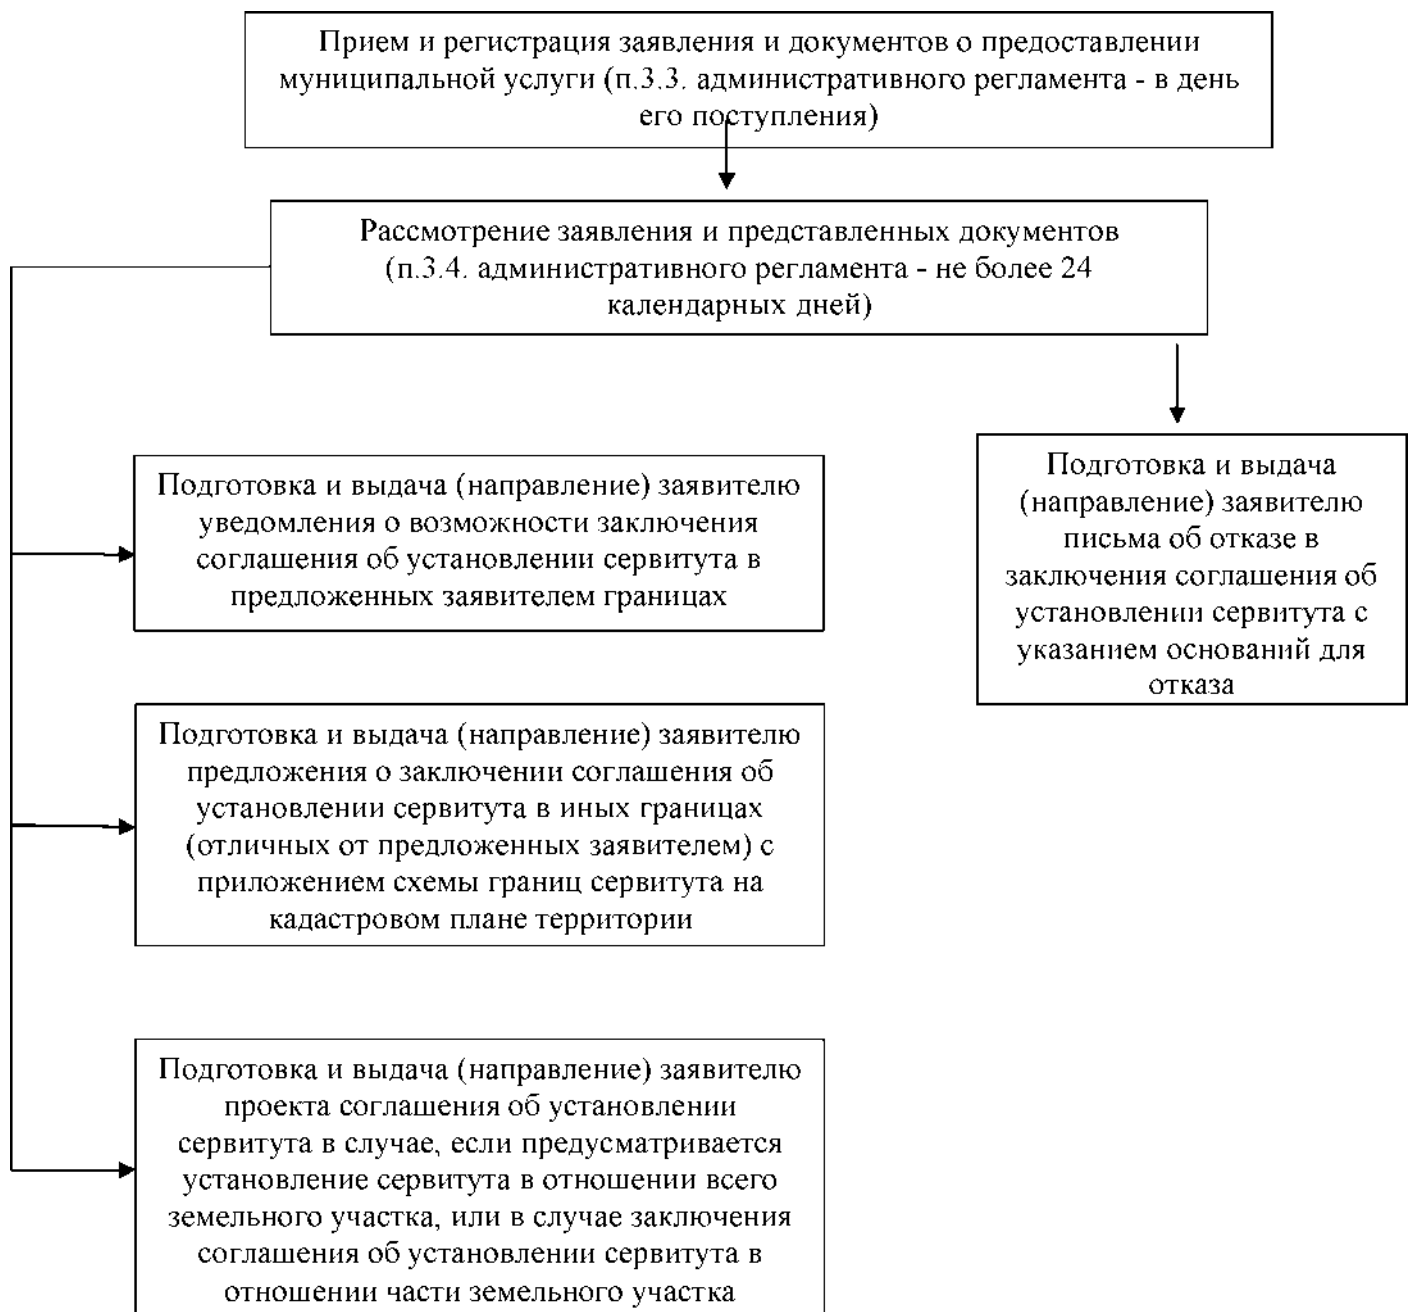 Прием и регистрация заявления и документов о предоставлении
муниципальной услуги (п.3.3. административного регламента - в день
его поступления)
Рассмотрение заявления и представленных документов
(п.3.4. административного регламента - не более 24
календарных дней)
Подготовка и выдача (направление) заявителю
уведомления о возможности заключения
соглашения об установлении сервитута в
предложенных заявителем границах
Подготовка и выдача
(направление) заявителю
письма об отказе в
заключения соглашения об
установлении сервитута с
указанием оснований для
отказа
Подготовка и выдача (направление) заявителю
предложения о заключении соглашения об
установлении сервитута в иных границах
(отличных от предложенных заявителем) с
приложением схемы границ сервитута на
кадастровом плане территории
Подготовка и выдача (направление) заявителю
проекта соглашения об установлении
сервитута в случае, если предусматривается
установление сервитута в отношении всего
земельного участка, или в случае заключения
соглашения об установлении сервитута в
отношении части земельного участка